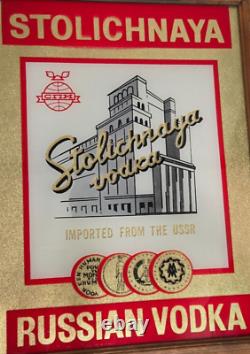 STOLICHNAYA
Stolichnaya
vodka
IMPORTED FROM THE USSR
RUSSIAN VODKA